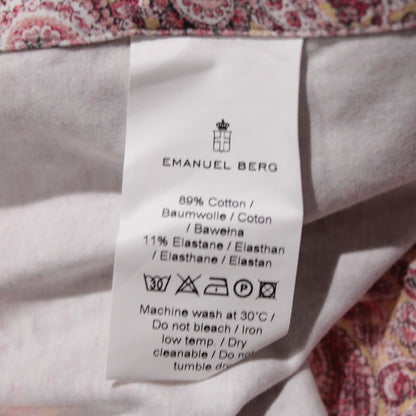 EMANUEL BERG
89% Cotton /
Baumwolle / Coton
/ Bawełna
11% Elastane / Elasthan
/ Elasthane / Elastan
30 P
Machine wash at 30°C /
Do not bleach / Iron
low temp. / Dry
cleanable / Do not
tumble dry